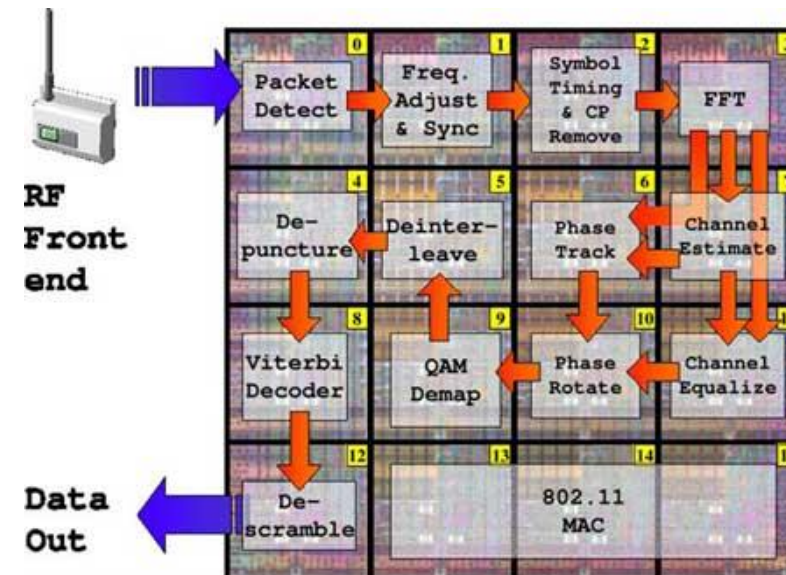 0
1
2
Packet
Detect
Freq.
Adjust
& Sync
Symbol
Timing
& CP
Remove
FFT
RF
Front
end
4
5
6
7
De-
puncture
Deinter-
leave
Phase
Track
Channel
Estimate
8
9
10
Viterbi
Decoder
QAM
Demap
Phase
Rotate
Channel
Equalize
12
13
14
Data
Out
De-
scramble
802.11
MAC